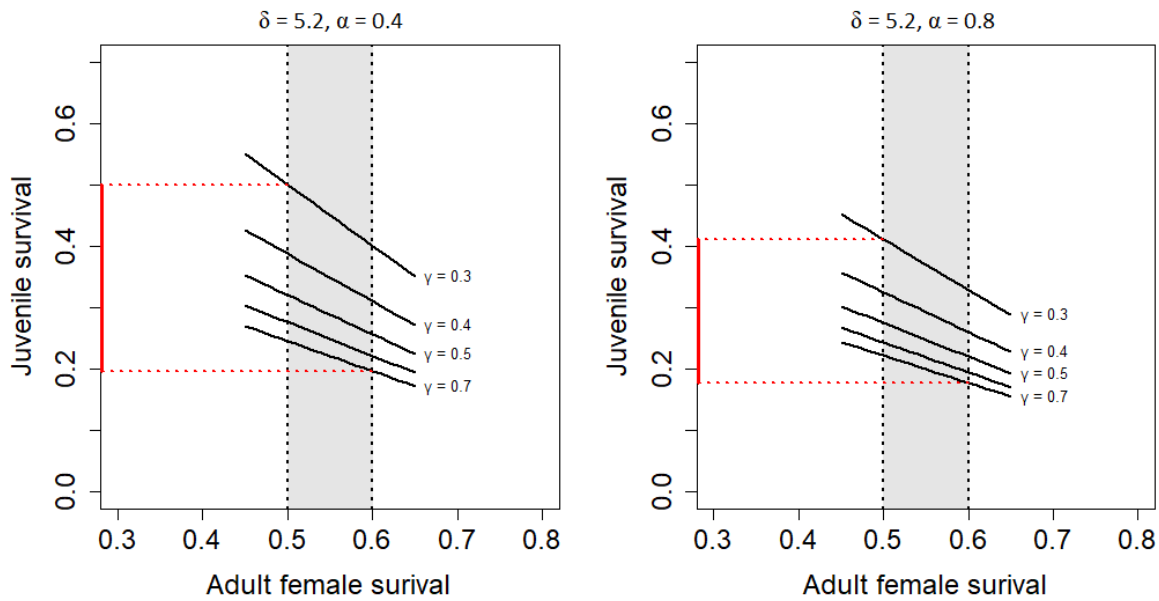 δ = 5.2, α = 0.4
0.6
0.4
0.2
0.0
Juvenile survival
γ = 0.3
γ = 0.4
γ = 0.5
γ = 0.7
0.3 0.4 0.5 0.6 0.7 0.8
Adult female surival
δ = 5.2, α = 0.8
0.6
0.4
0.2
0.0
Juvenile survival
γ = 0.3
γ = 0.4
γ = 0.5
γ = 0.7
0.3 0.4 0.5 0.6 0.7 0.8
Adult female surival